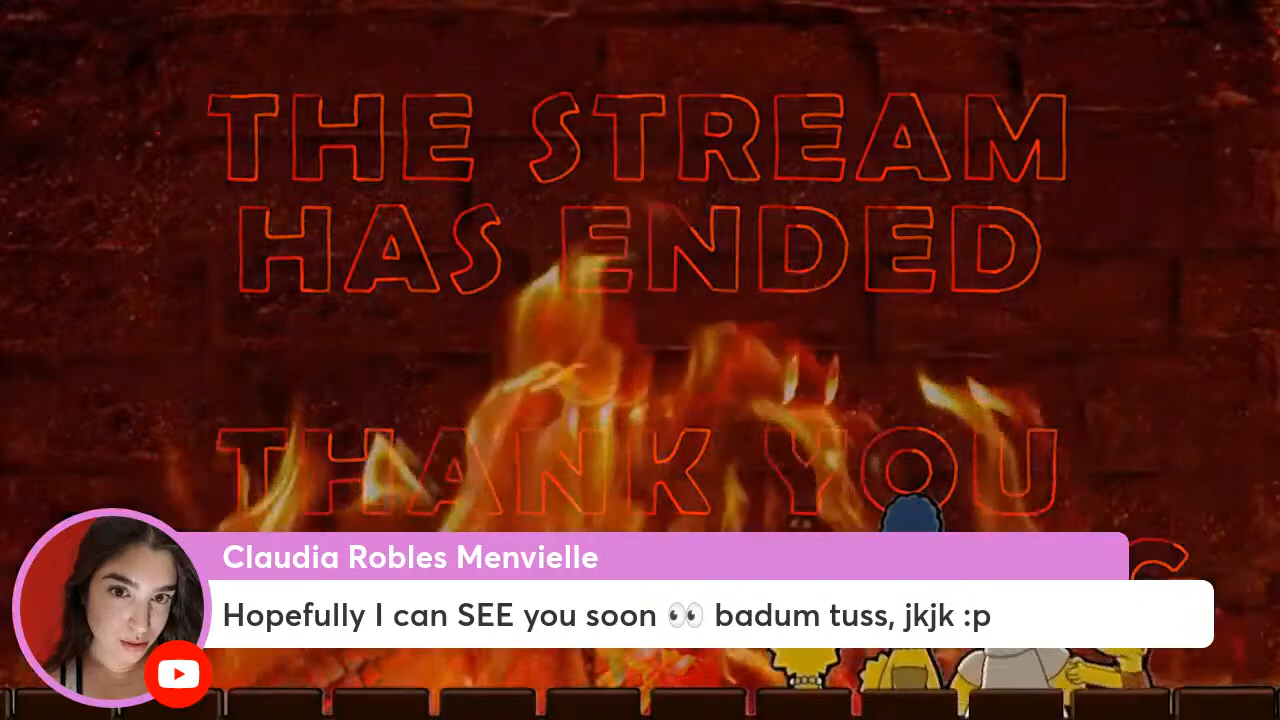 THE STREAM
HAS ENDED
THANK YOU
G
Claudia Robles Menvielle
Hopefully I can SEE you soon 👀 badum tuss, jkjk :p